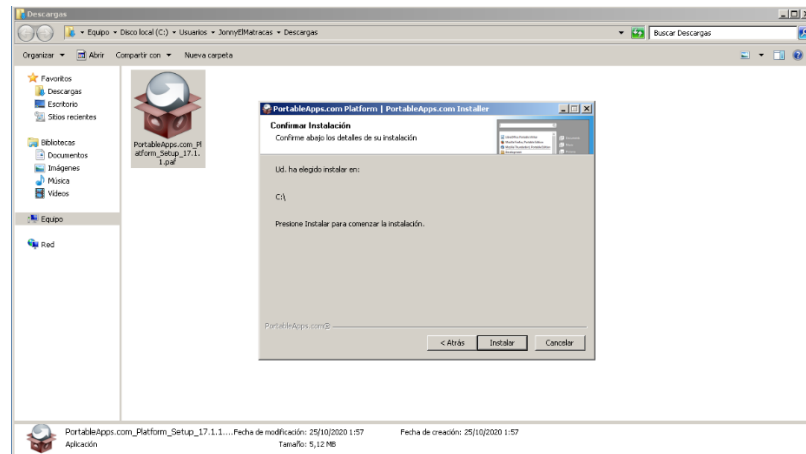 Descargas
Equipo
Disco local (C:)
Usuarios
JonnyElMatracas
Descargas
Buscar Descargas
Organizar
Abrir
Compartir con
Nueva carpeta
Favoritos
Descargas
Escritorio
Sitios recientes
Bibliotecas
Documentos
Imágenes
Música
Vídeos
Equipo
Red
PortableApps.com_Pl
atform_Setup_17.1.
1.paf
PortableApps.com Platform | PortableApps.com Installer
Confirmar Instalación
Confirme abajo los detalles de su instalación
Ud. ha elegido instalar en:
C:\
Presione Instalar para comenzar la instalación.
PortableApps.com®
< Atrás
Instalar
Cancelar
PortableApps.com_Platform_Setup_17.1.1....
Fecha de modificación: 25/10/2020 1:57
Fecha de creación: 25/10/2020 1:57
Aplicación
Tamaño: 5,12 MB